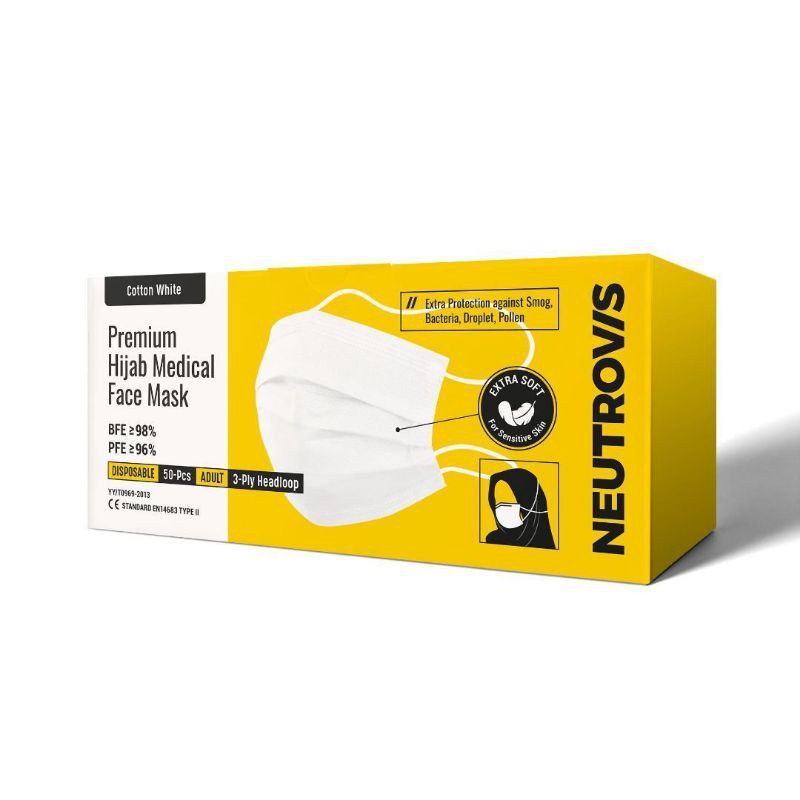 Cotton White
Premium
Hijab Medical
Face Mask
BFE ≥98%
PFE ≥96%
DISPOSABLE 50-Pcs ADULT 3-Ply Headloop
YY/T0969-2013
CE STANDARD EN14683 TYPE II
// Extra Protection against Smog,
Bacteria, Droplet, Pollen
EXTRA SOFT
For Sensitive Skin
NEUTROVIS